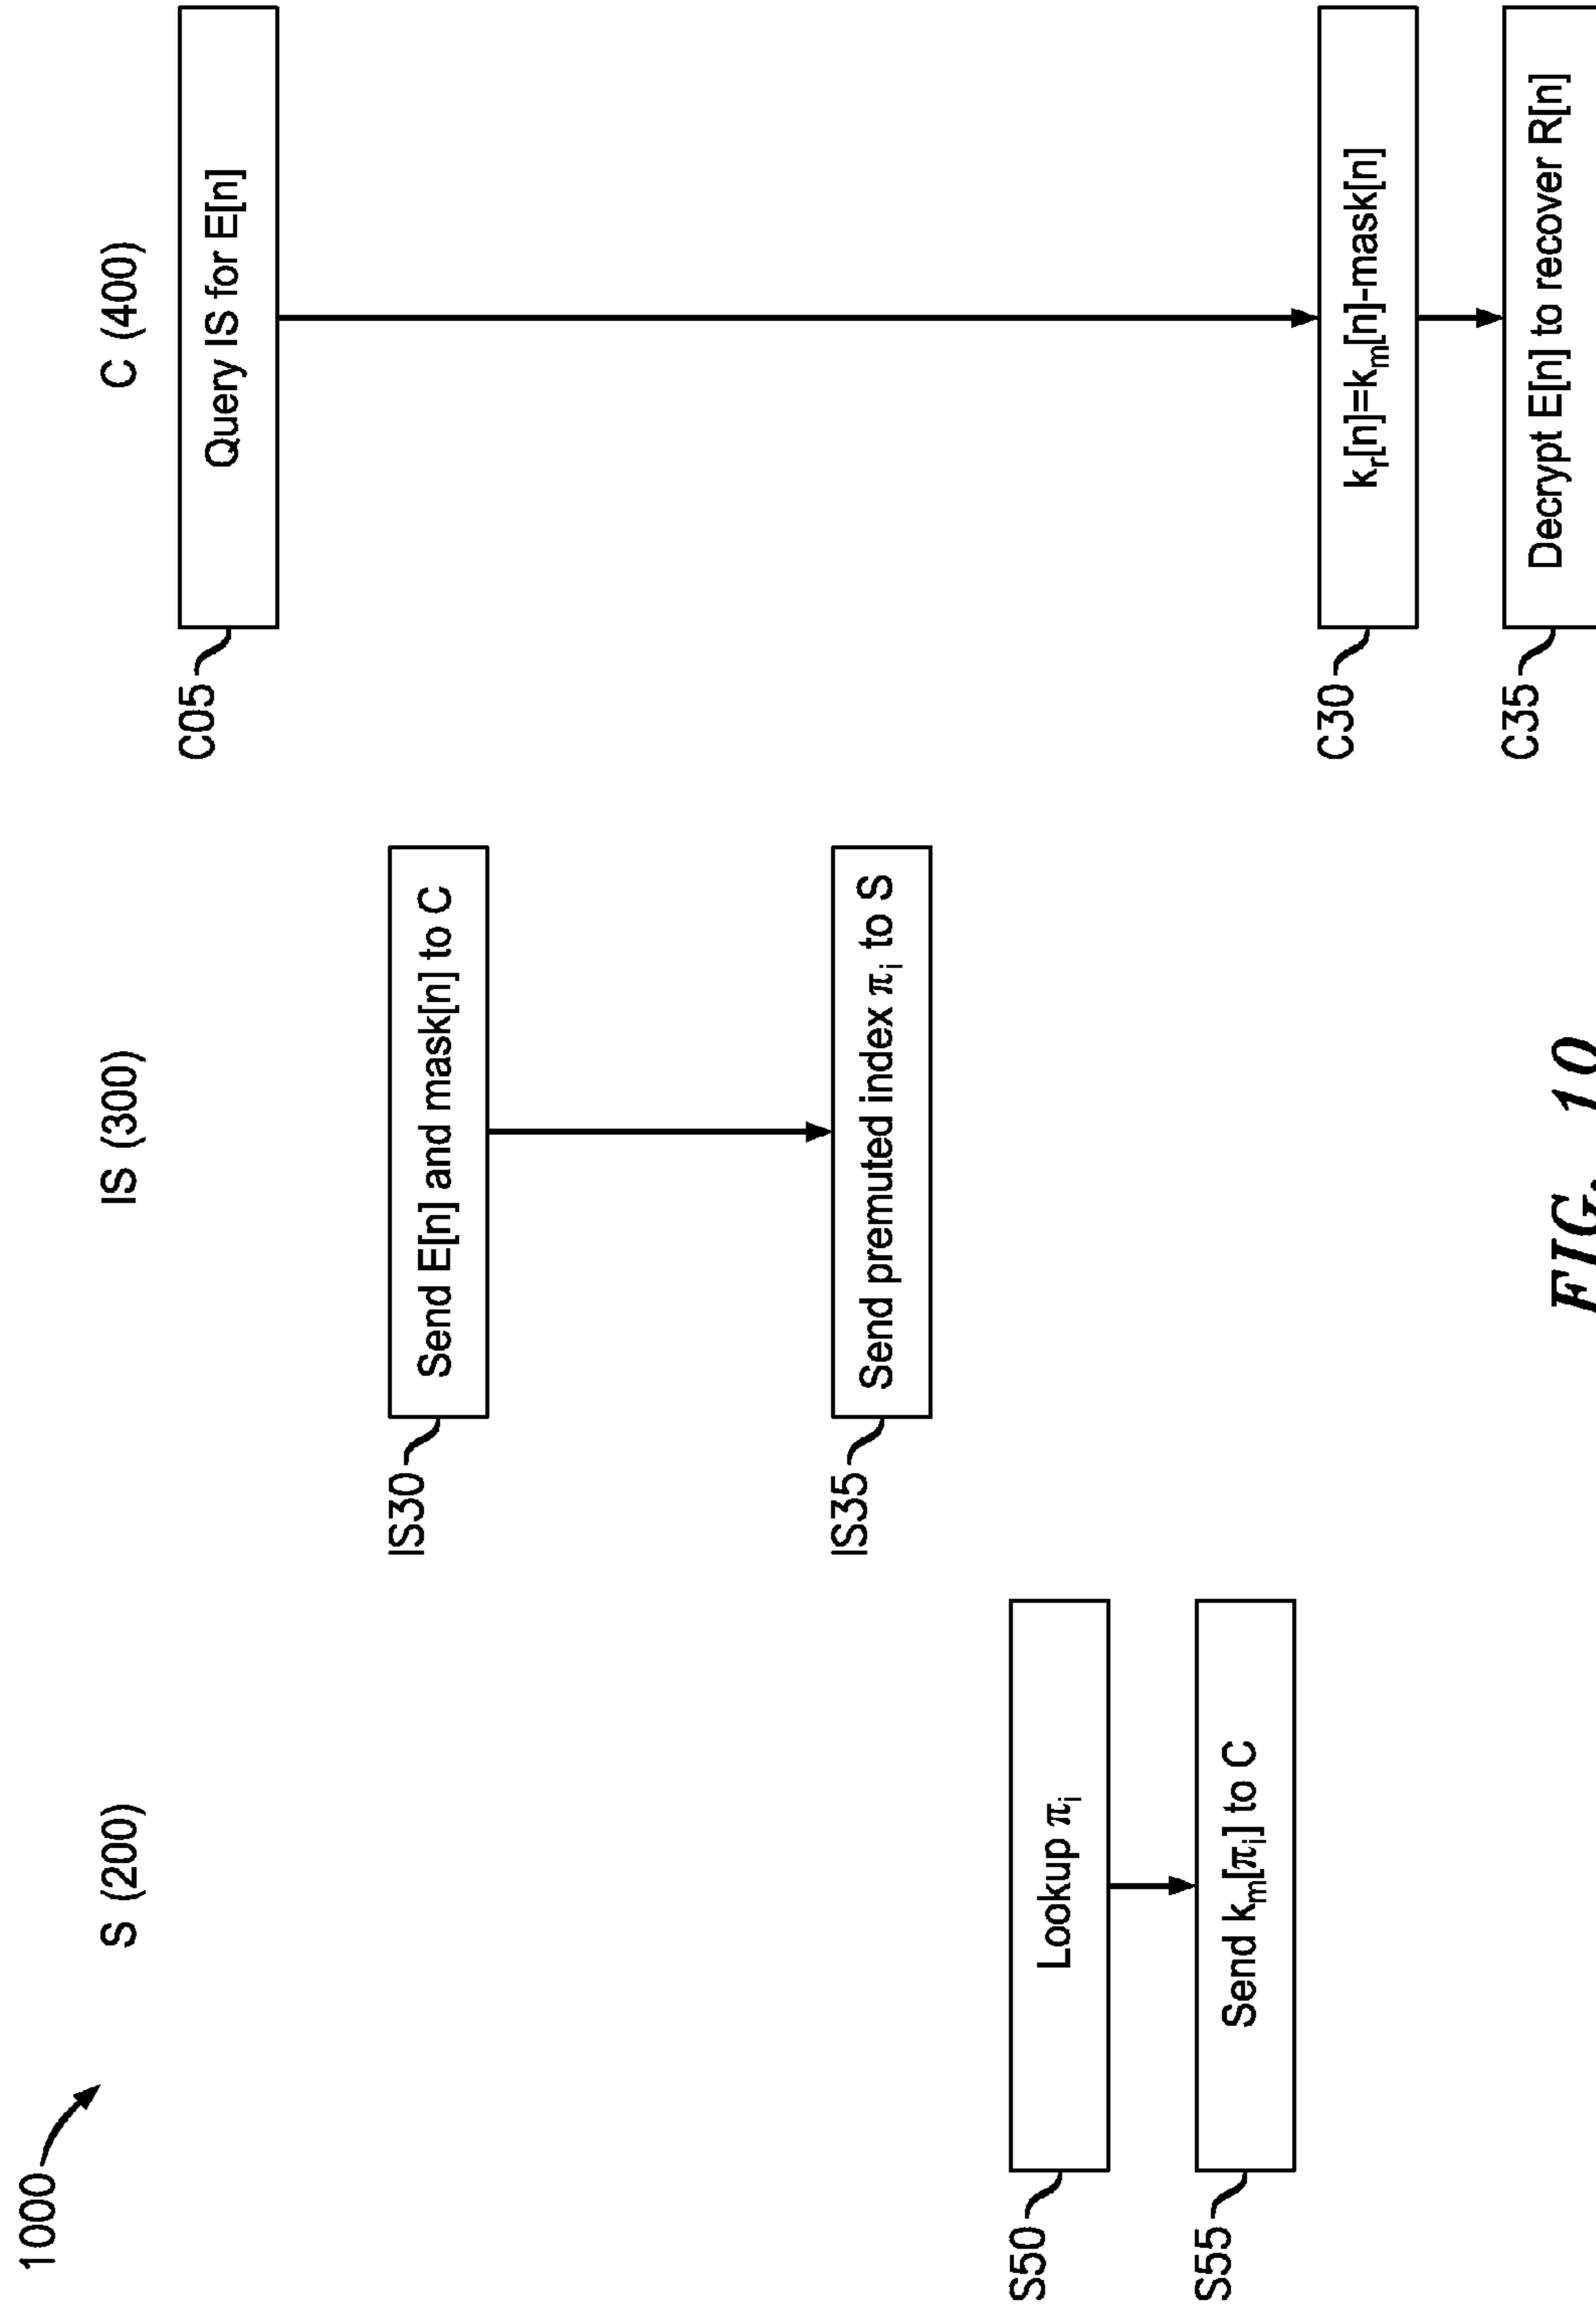 1000
S (200)
IS (300)
C (400)
C05
Query IS for E[n]
IS30
Send E[n] and mask[n] to C
IS35
Send premuted index πi to S
S50
Lookup πi
S55
Send km[πi] to C
C30
kr[n]=km[n]-mask[n]
C35
Decrypt E[n] to recover R[n]
FIG. 10